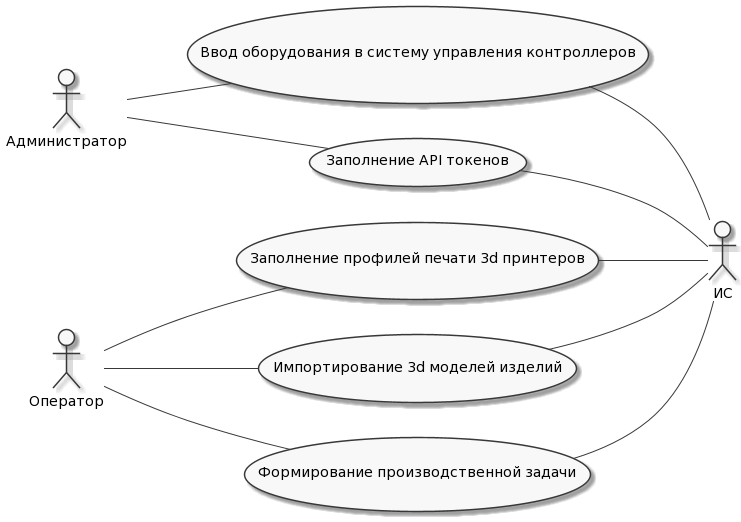 Ввод оборудования в систему управления контроллеров
Администратор
Заполнение API токенов
Заполнение профилей печати 3d принтеров
ИС
Импортирование 3d моделей изделий
Оператор
Формирование производственной задачи